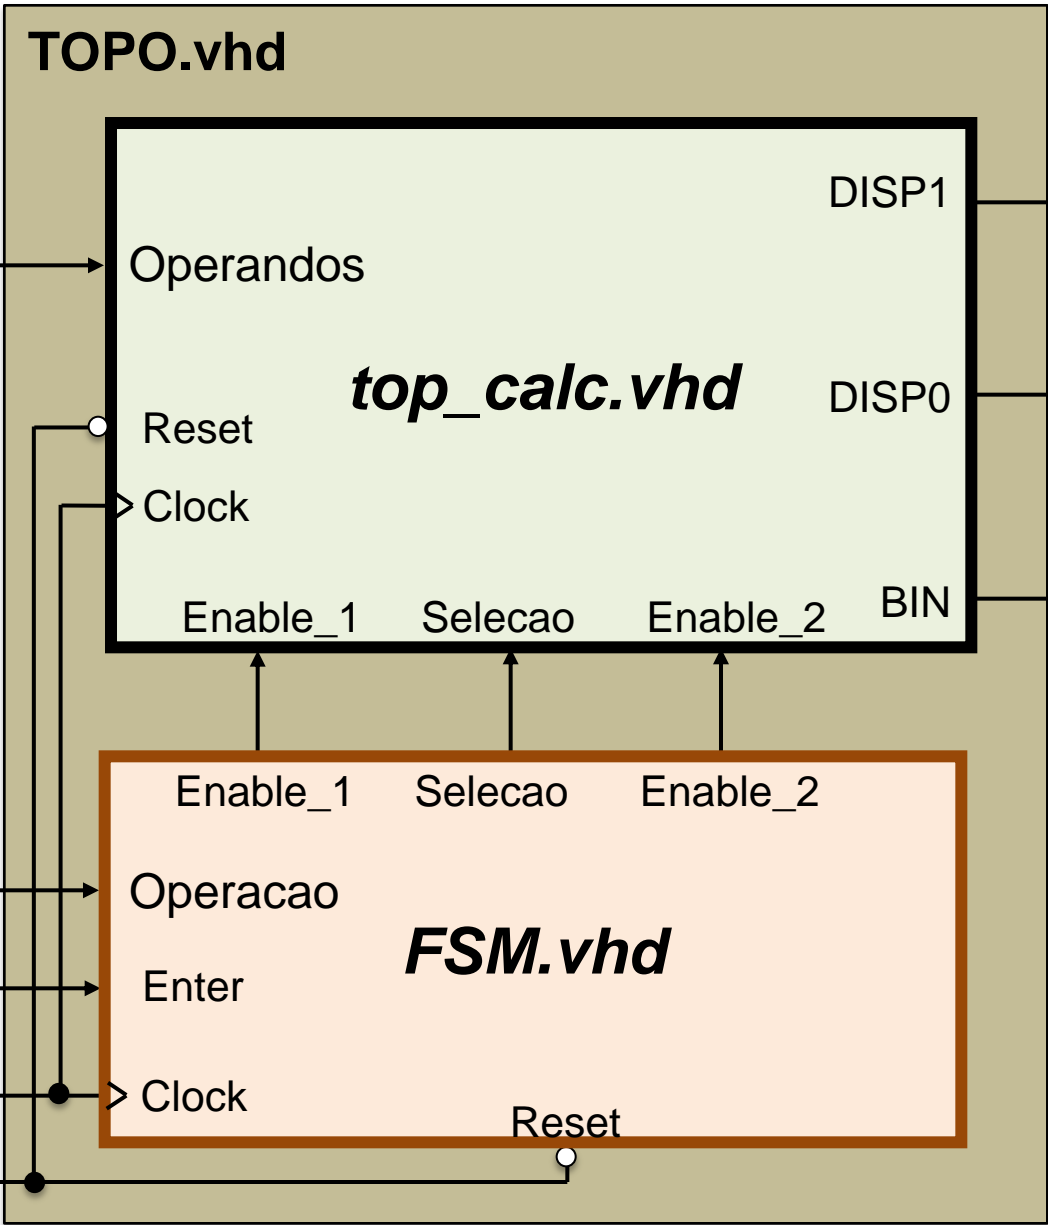 TOPO.vhd
DISP1
Operandos
top_calc.vhd
DISP0
Reset
Clock
BIN
Enable_1 Selecao Enable_2
Enable_1 Selecao Enable_2
Operacao
FSM.vhd
Enter
Clock
Reset